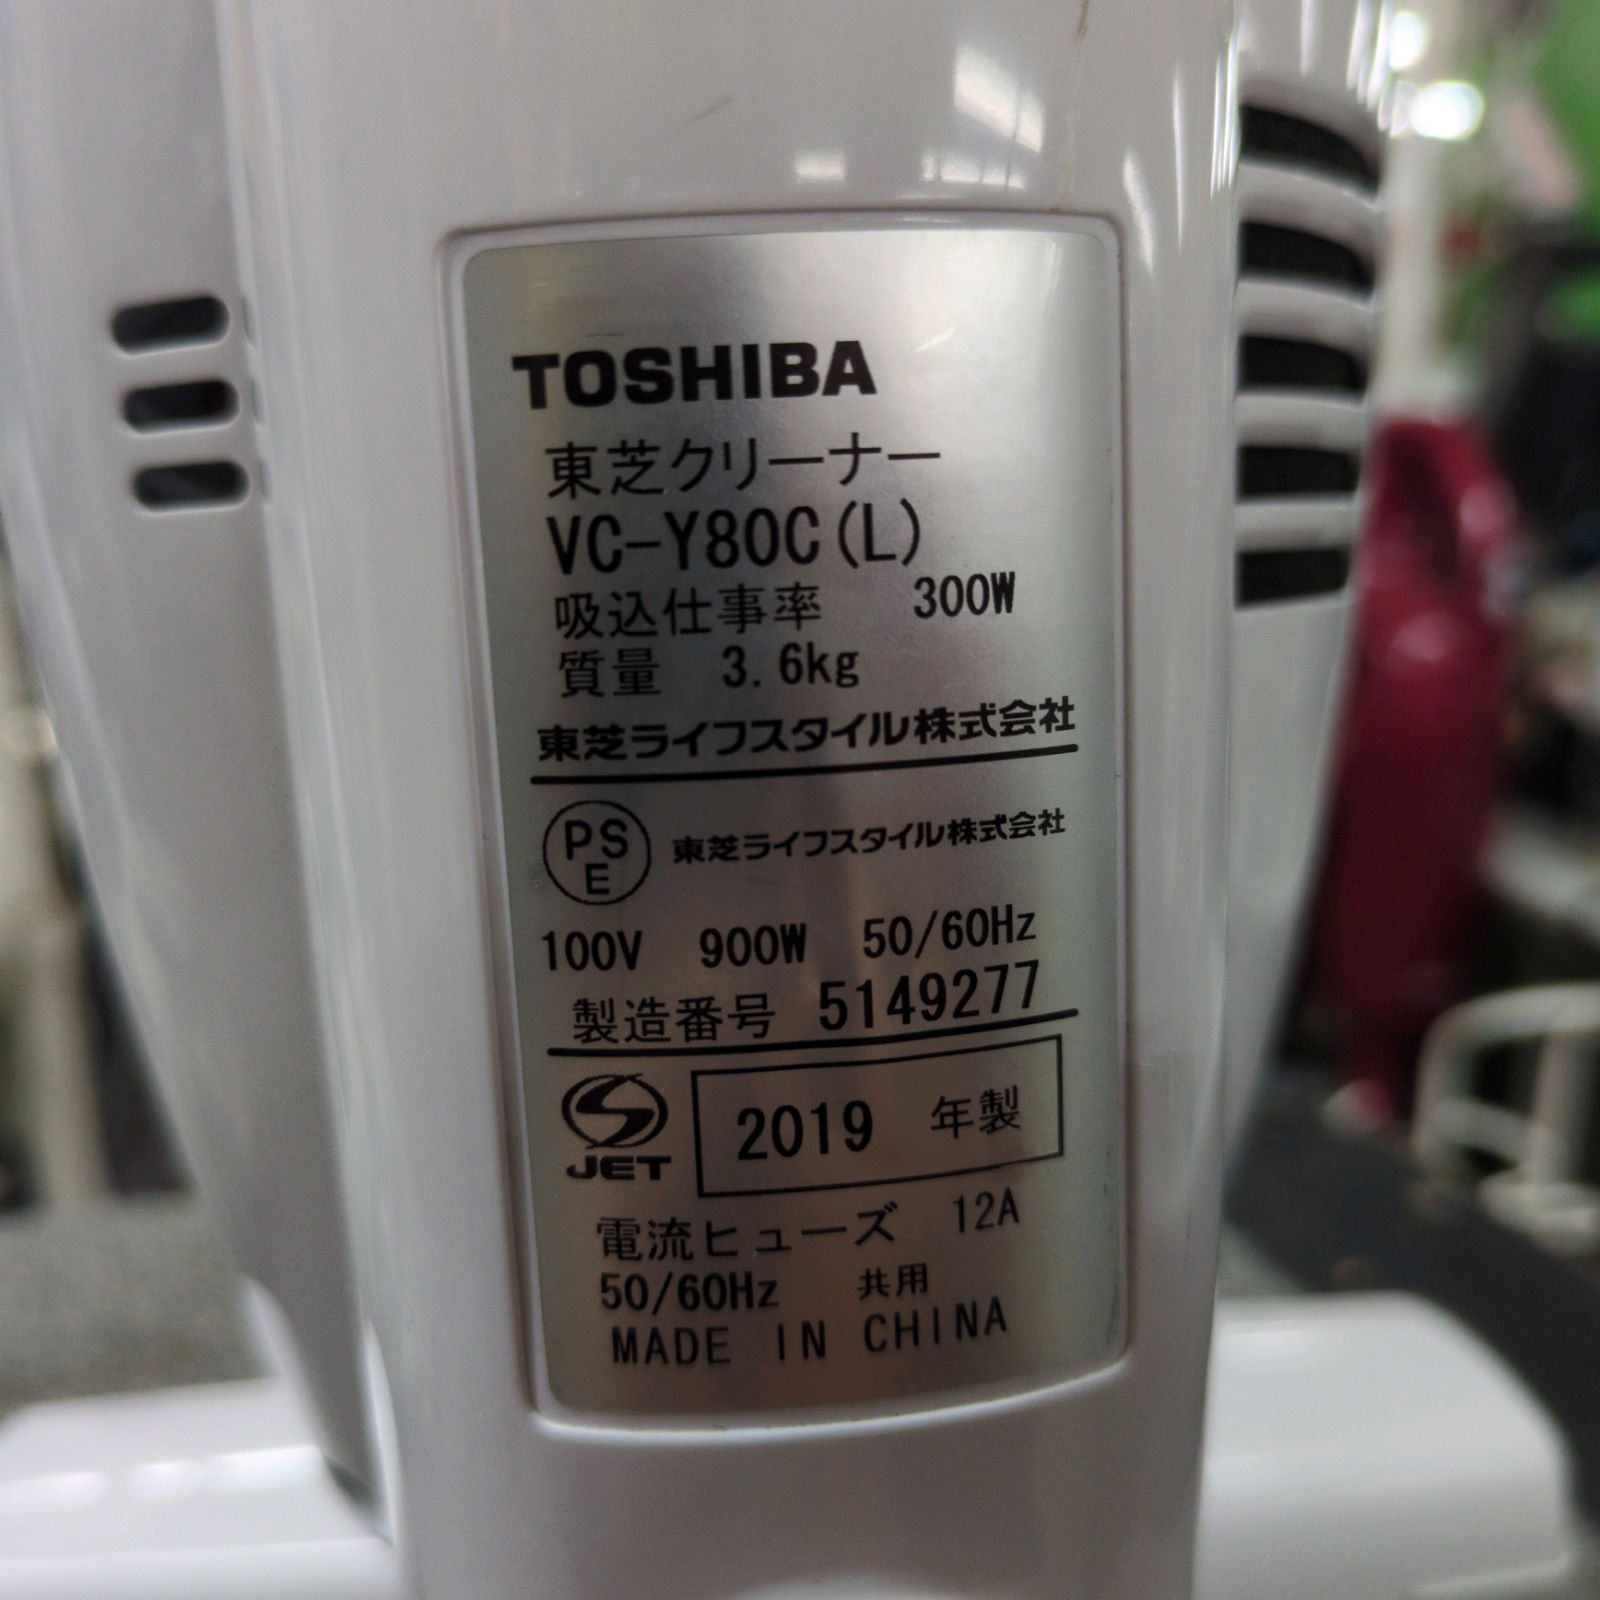 TOSHIBA
東芝クリーナー
VC-Y80C(L)
吸込仕事率 300W
質量 3.6kg
東芝ライフスタイル株式会社
PS
E
東芝ライフスタイル株式会社
100V 900W 50/60Hz
製造番号 5149277
JET
2019 年製
電流ヒューズ 12A
50/60Hz 共用
MADE IN CHINA